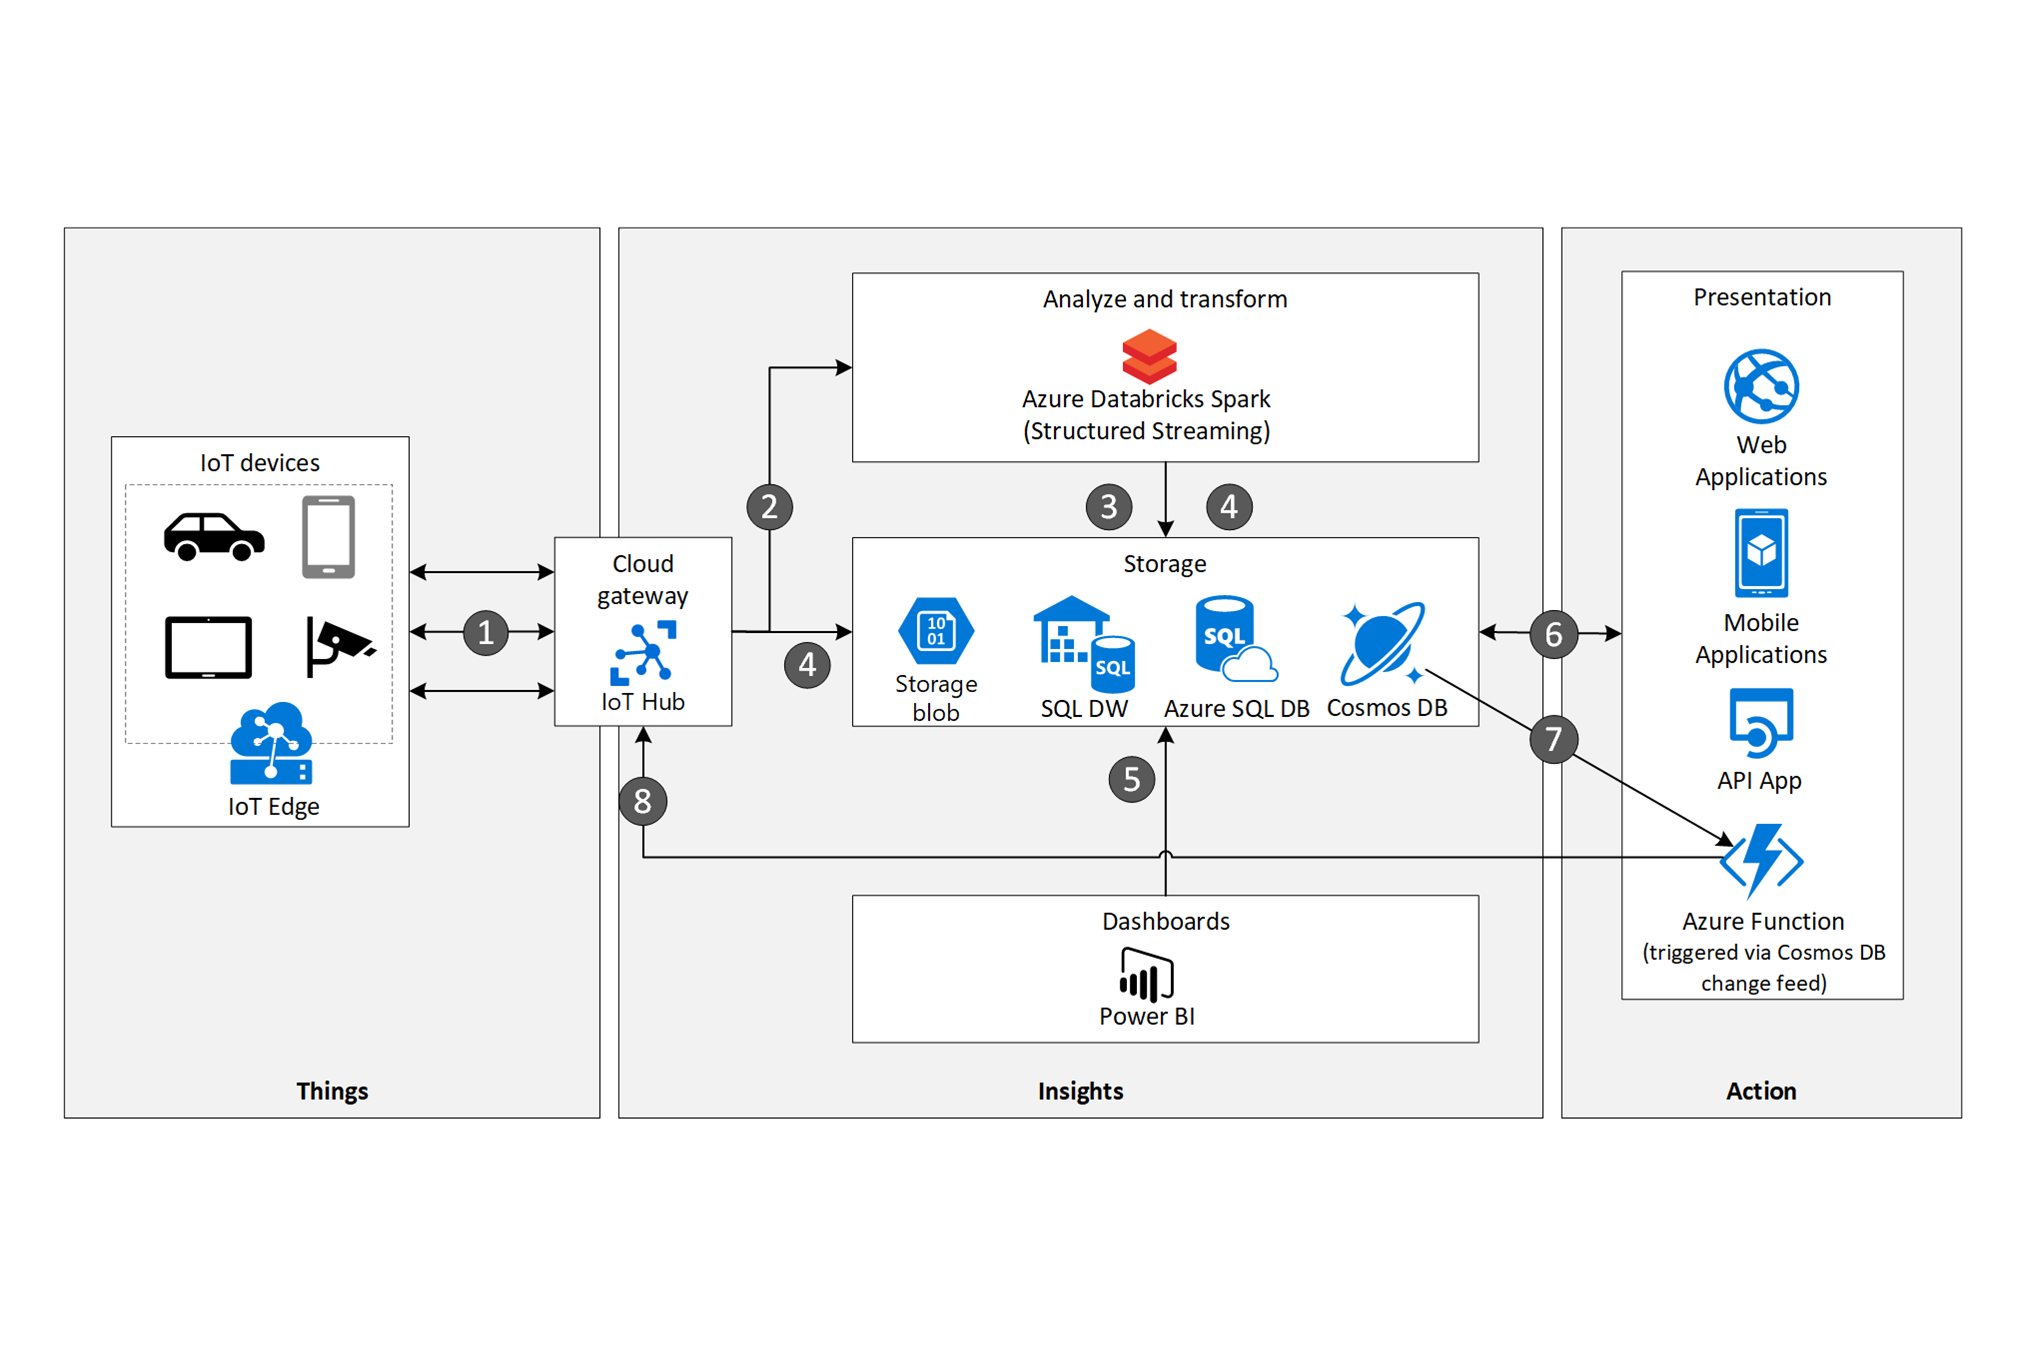 IoT devices
IoT Edge
Things
1
Cloud
gateway
IoT Hub
8
2
4
Analyze and transform
Azure Databricks Spark
(Structured Streaming)
3
4
Storage
10
01
Storage
blob
SQL
SQL DW
SQL
Azure SQL DB
Cosmos DB
5
Dashboards
Power BI
Insights
6
7
Presentation
Web
Applications
Mobile
Applications
API App
Azure Function
(triggered via Cosmos DB
change feed)
Action